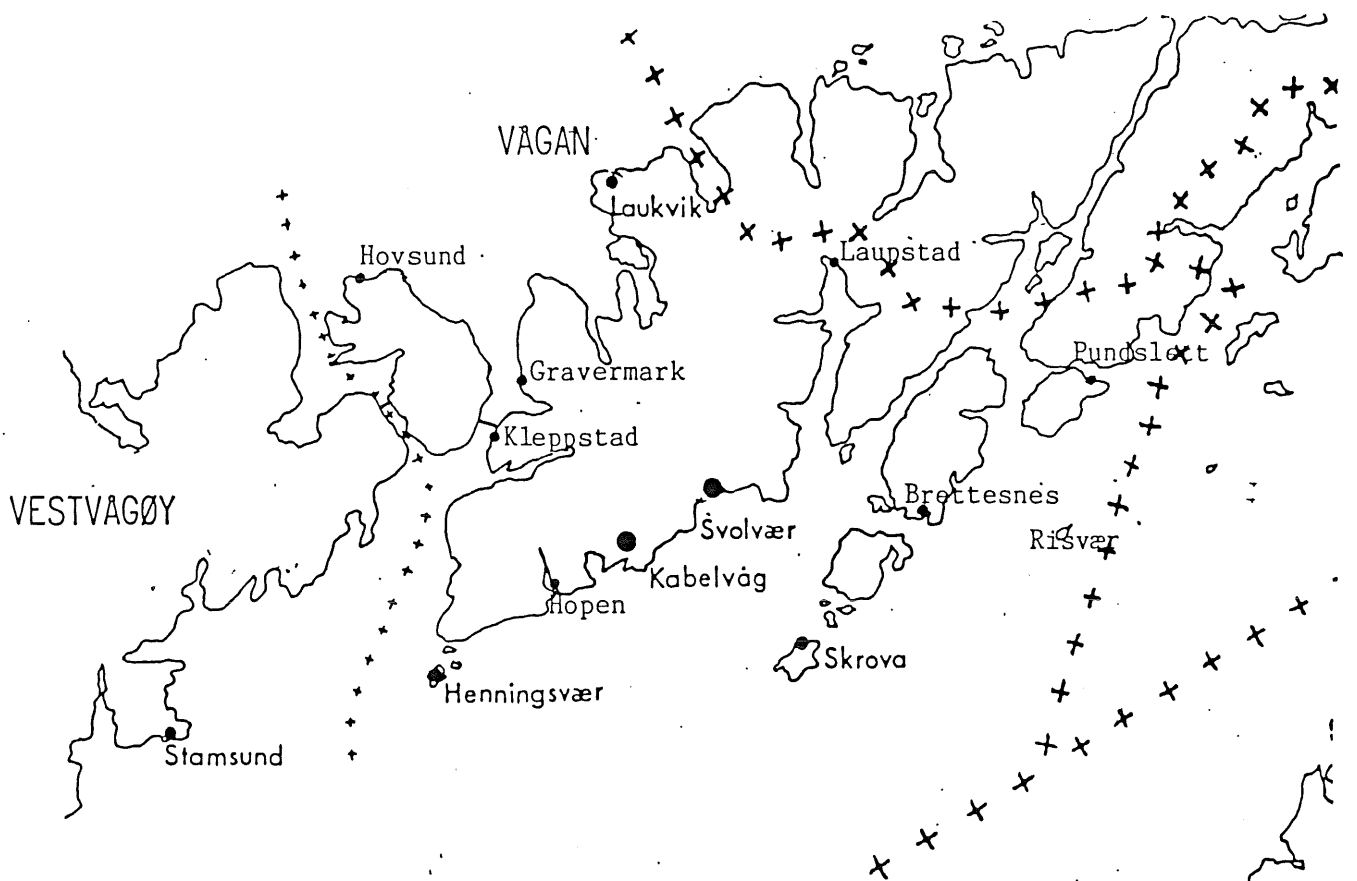 VÅGAN
Laukvik
Hovsund
Laupstad
Pundslett
Gravermark
Kleppstad
VESTVÅGØY
Brettesnes
Svolvær
Risvær
Kabelvåg
Hopen
Skrova
Henningsvær
Stamsund